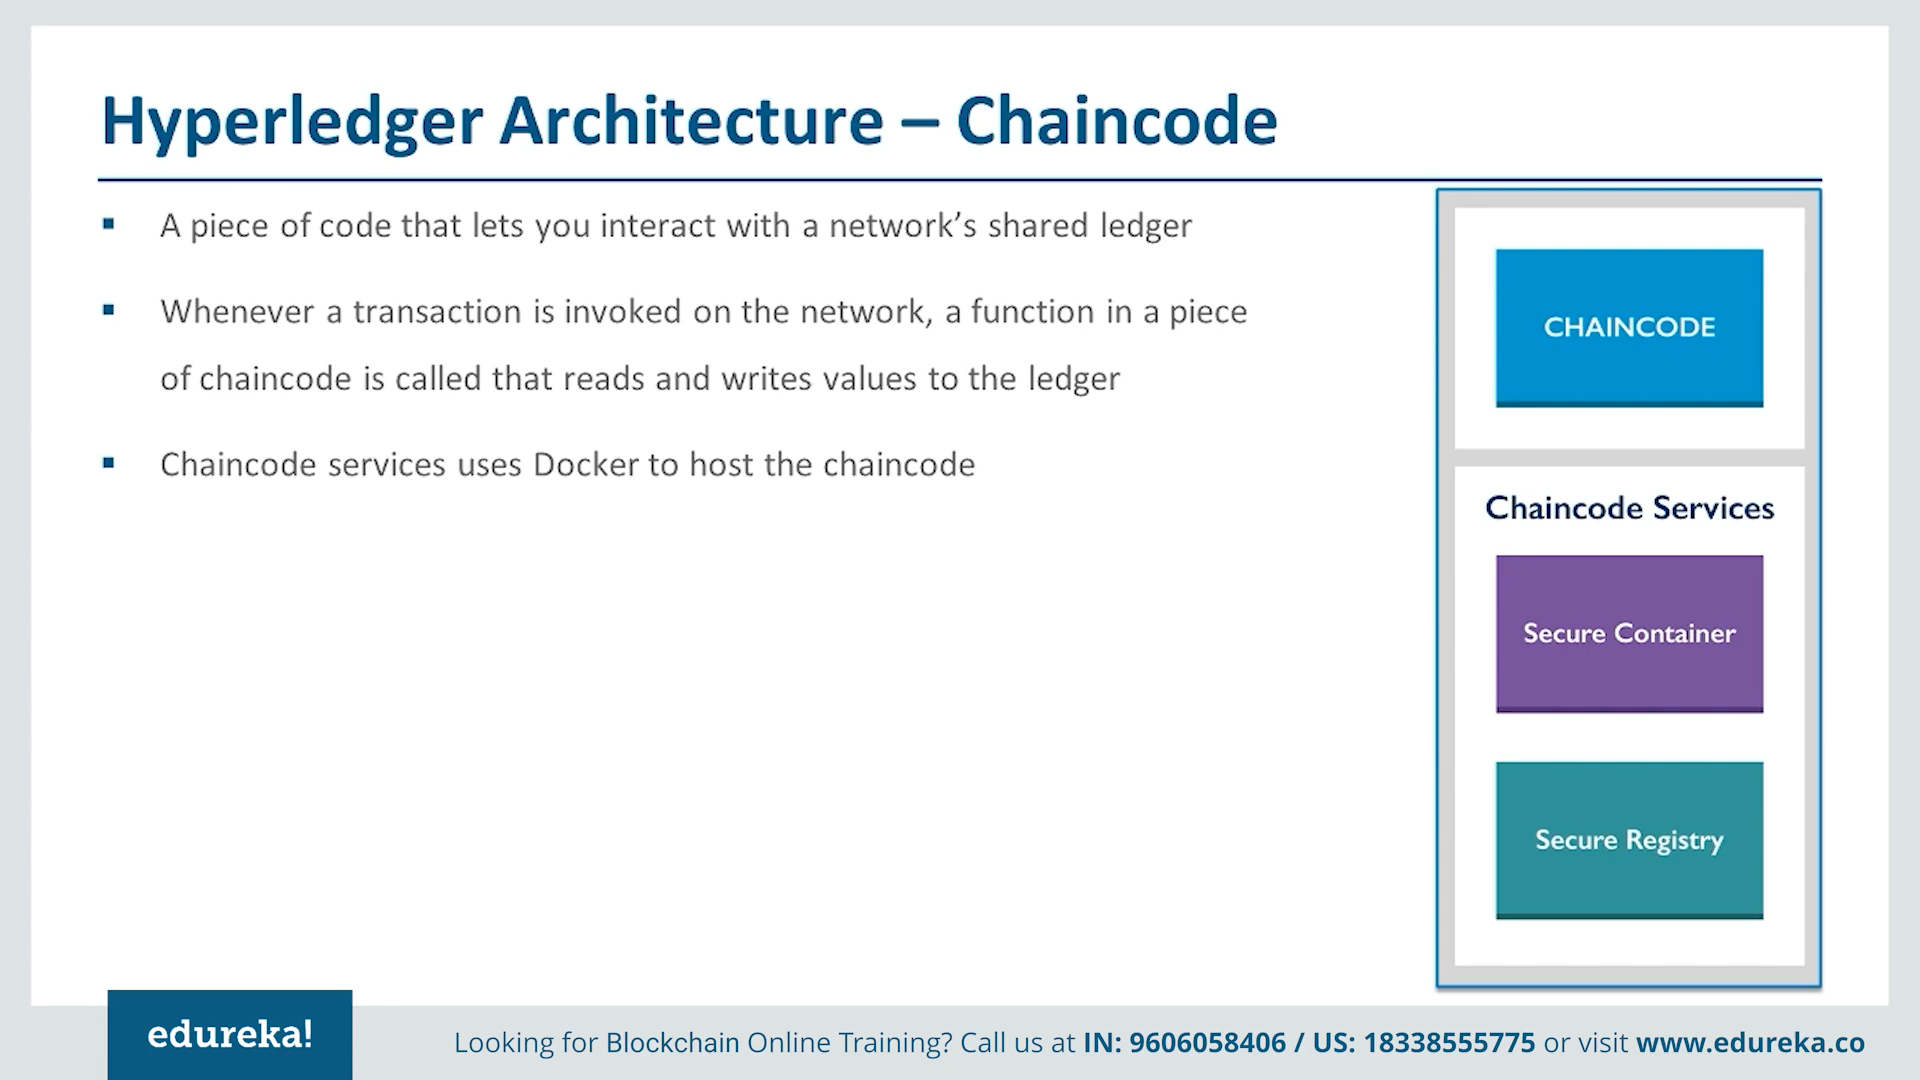 Hyperledger Architecture – Chaincode
▪ A piece of code that lets you interact with a network’s shared ledger
▪ Whenever a transaction is invoked on the network, a function in a piece
of chaincode is called that reads and writes values to the ledger
▪ Chaincode services uses Docker to host the chaincode
CHAINCODE
Chaincode Services
Secure Container
Secure Registry
edureka!
Looking for Blockchain Online Training? Call us at IN: 9606058406 / US: 18338555775 or visit www.edureka.co